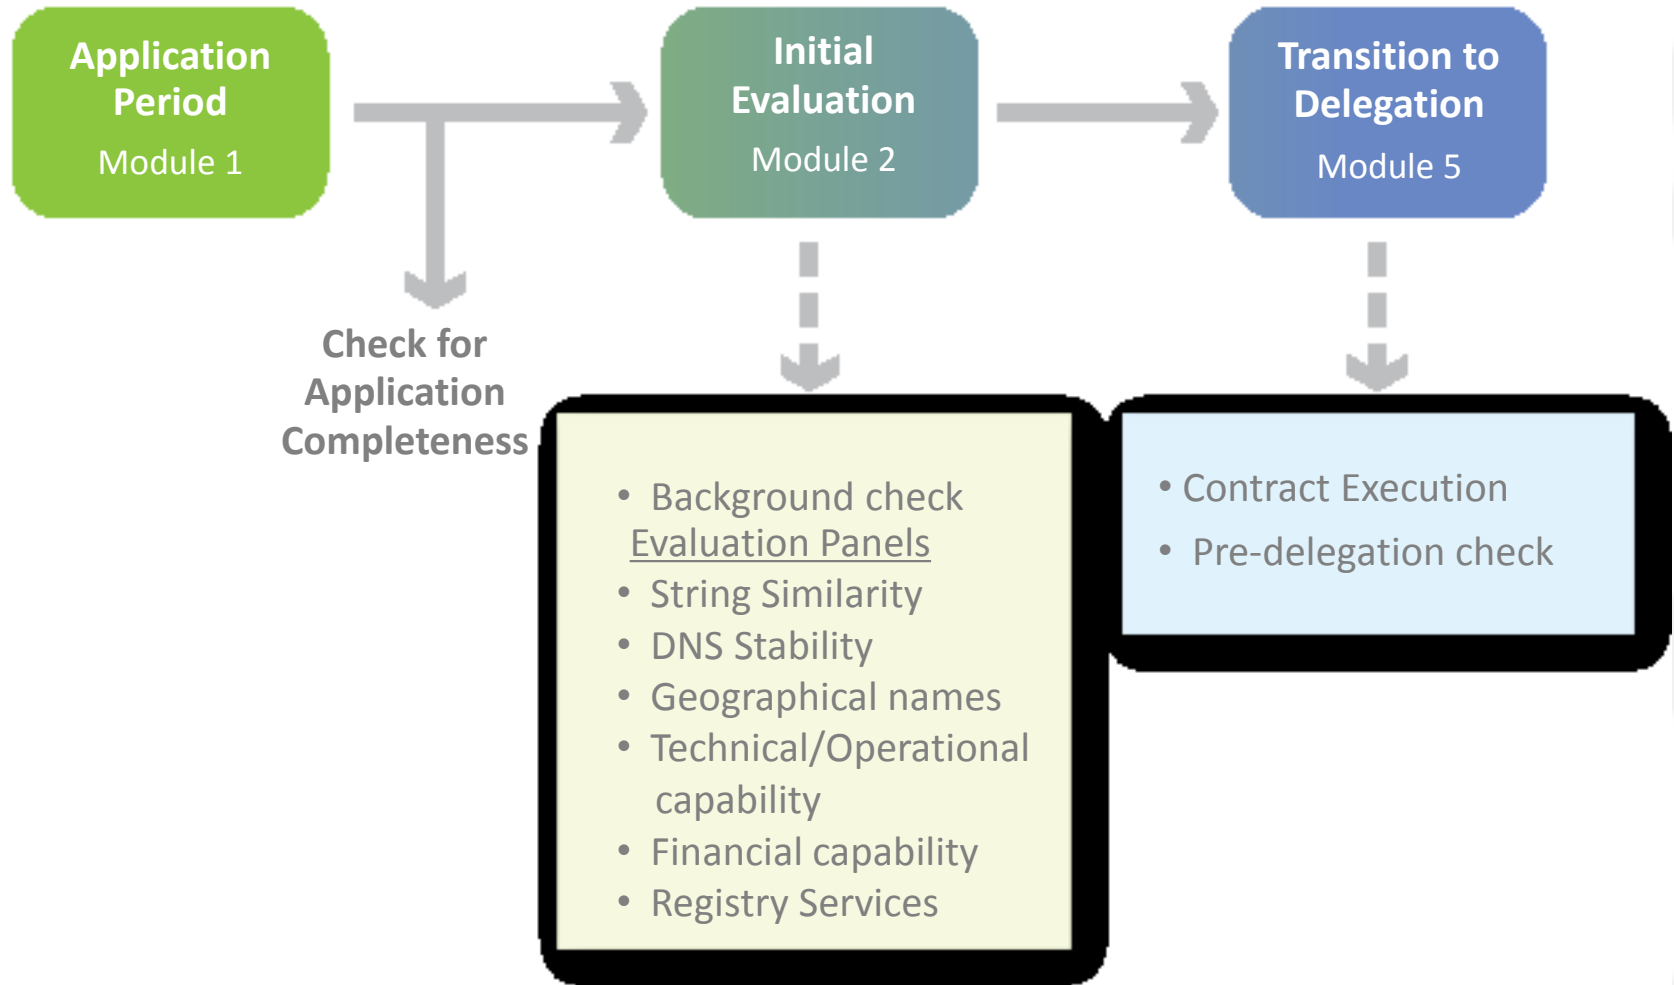 Application
Period
Module 1
Initial
Evaluation
Module 2
Transition to
Delegation
Module 5
Check for
Application
Completeness
• Background check
Evaluation Panels
• String Similarity
• DNS Stability
• Geographical names
• Technical/Operational
capability
• Financial capability
• Registry Services
• Contract Execution
• Pre-delegation check